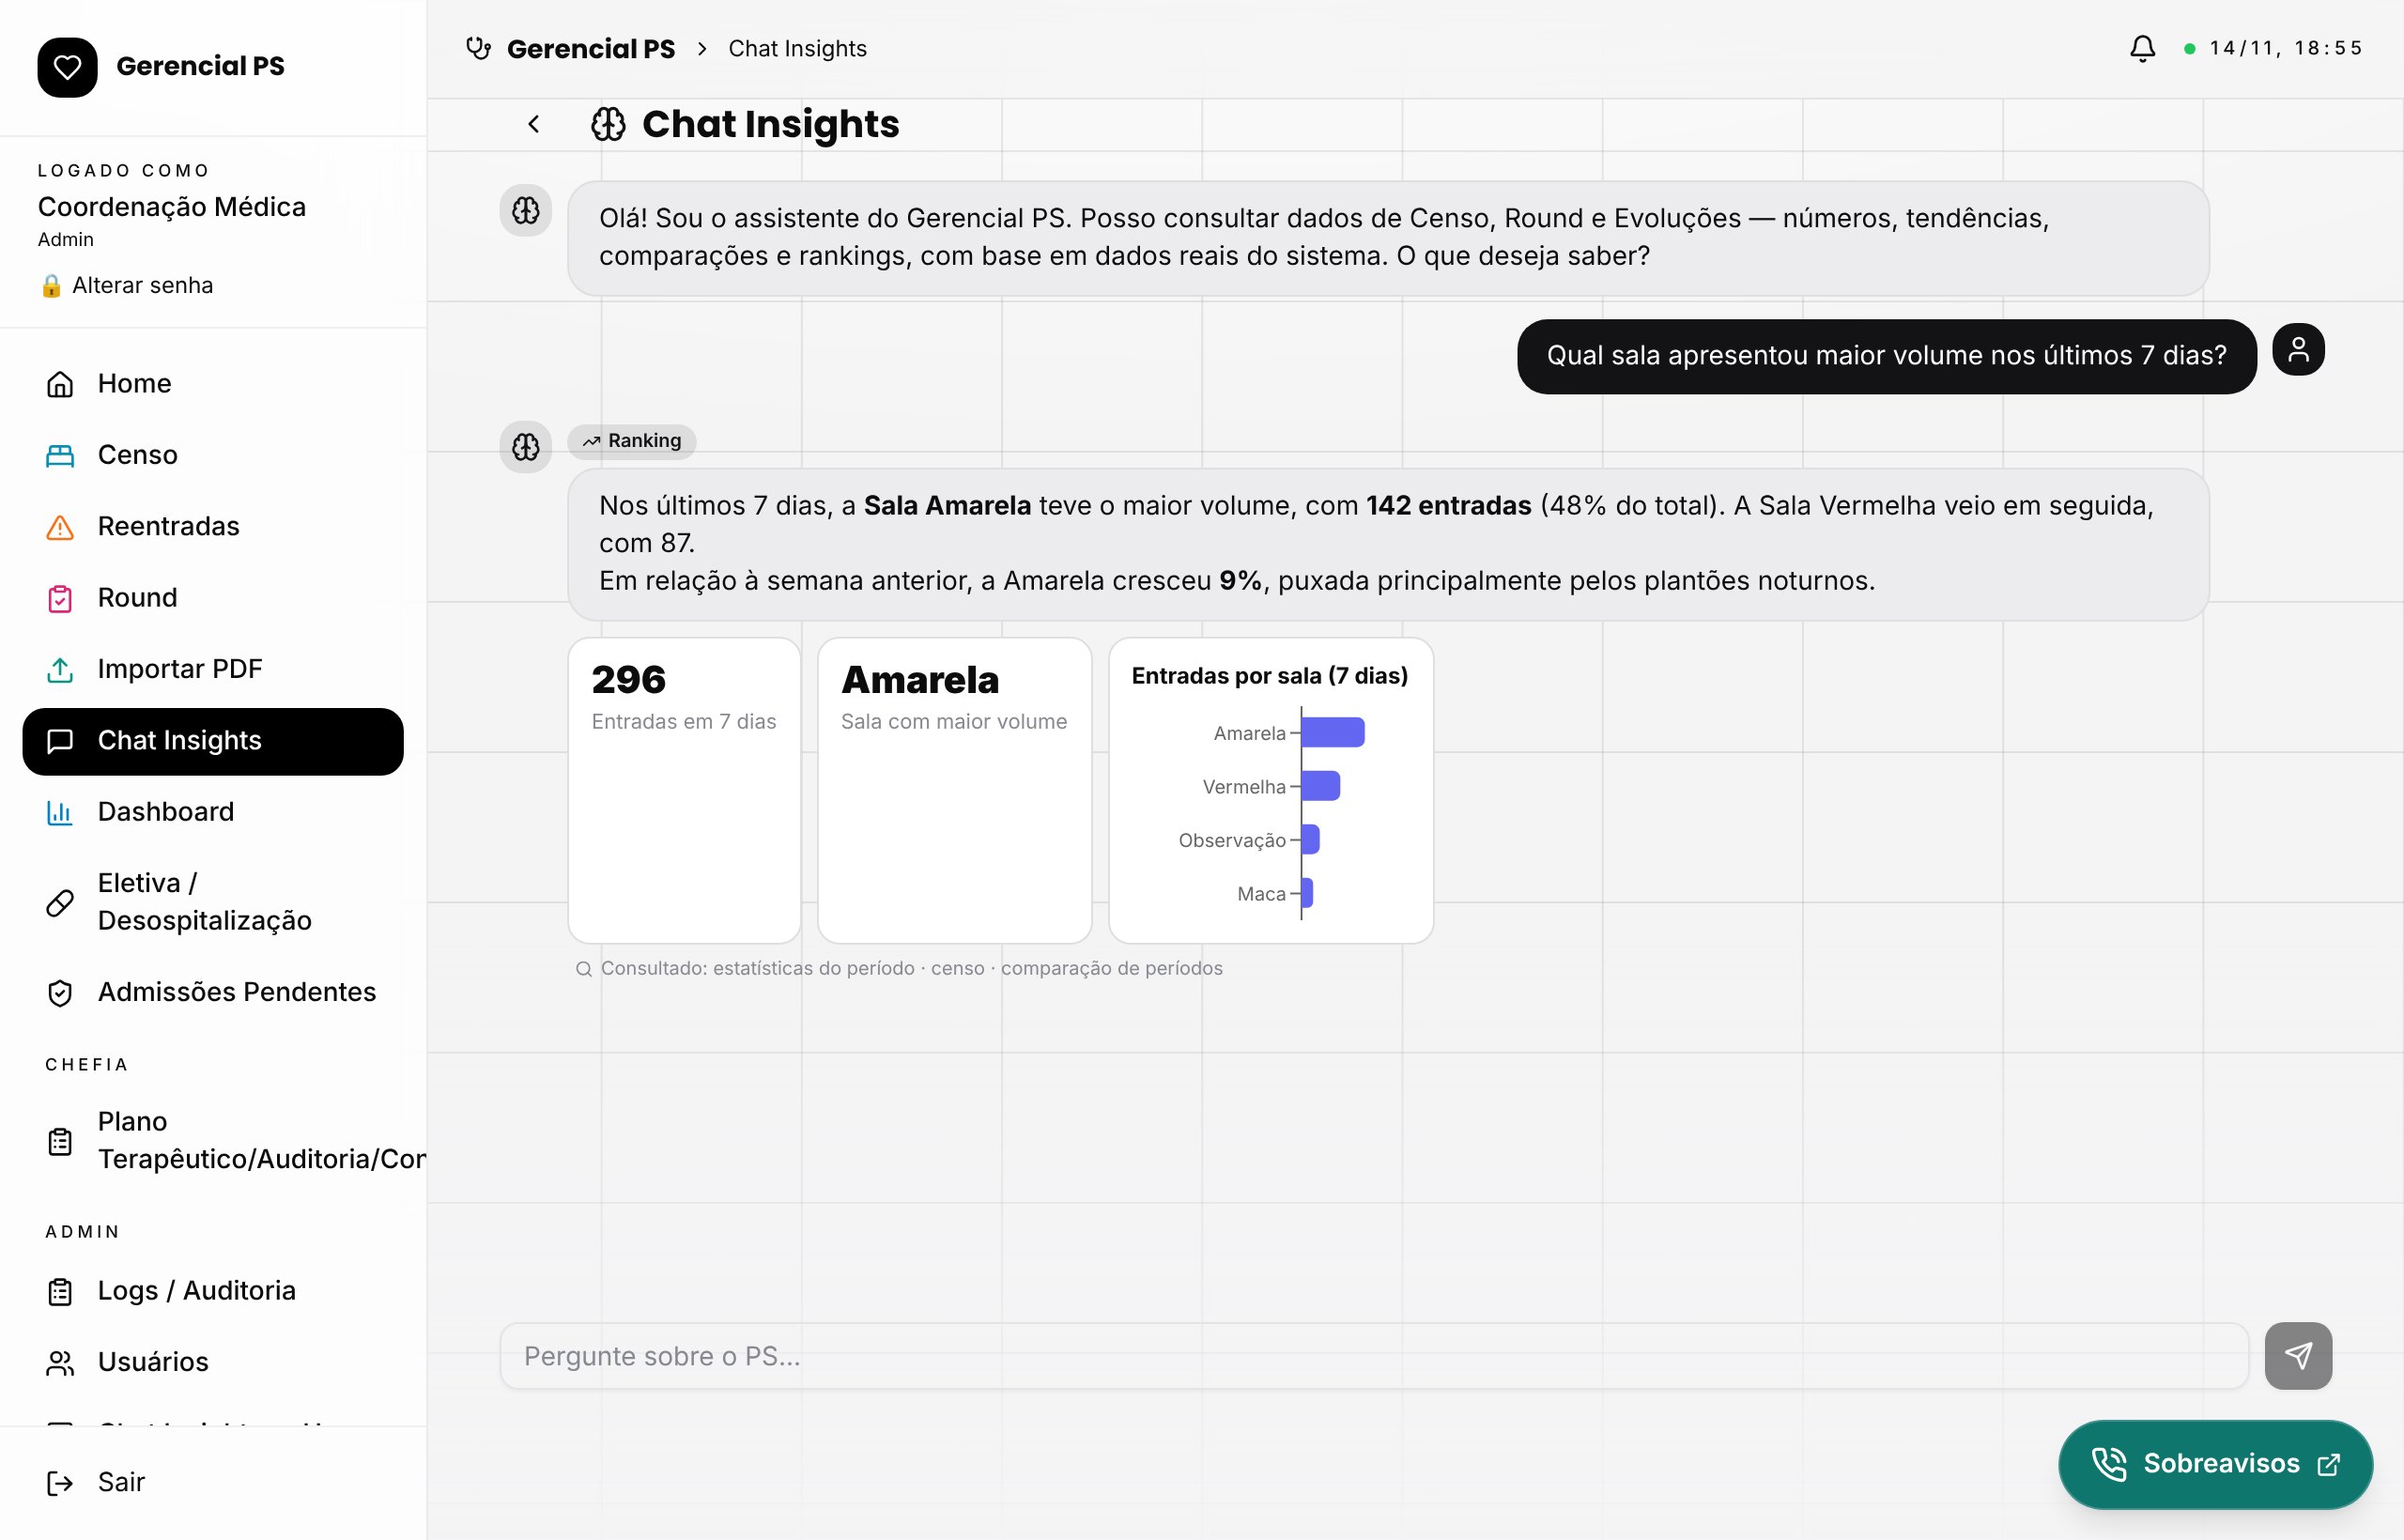 Gerencial PS
LOGADO COMO
Coordenação Médica
Admin
🔒 Alterar senha
Home
Censo
Reentradas
Round
Importar PDF
Chat Insights
Dashboard
Eletiva /
Desospitalização
Admissões Pendentes
CHEFIA
Plano
Terapêutico/Auditoria/Con
ADMIN
Logs / Auditoria
Usuários
Sair
Gerencial PS > Chat Insights
14/11, 18:55
Chat Insights
Olá! Sou o assistente do Gerencial PS. Posso consultar dados de Censo, Round e Evoluções — números, tendências,
comparações e rankings, com base em dados reais do sistema. O que deseja saber?
Qual sala apresentou maior volume nos últimos 7 dias?
Ranking
Nos últimos 7 dias, a Sala Amarela teve o maior volume, com 142 entradas (48% do total). A Sala Vermelha veio em seguida,
com 87.
Em relação à semana anterior, a Amarela cresceu 9%, puxada principalmente pelos plantões noturnos.
296
Entradas em 7 dias
Amarela
Sala com maior volume
Entradas por sala (7 dias)
Amarela
Vermelha
Observação
Maca
Consultado: estatísticas do período · censo · comparação de períodos
Pergunte sobre o PS...
Sobreavisos